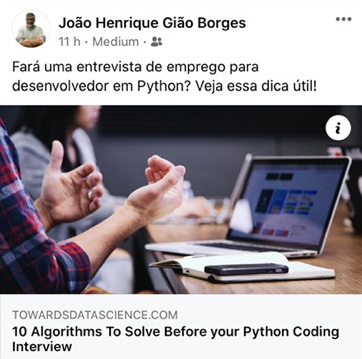 João Henrique Gião Borges
11 h · Medium ·
Fará uma entrevista de emprego para
desenvolvedor em Python? Veja essa dica útil!
i
TOWARDSDATASCIENCE.COM
10 Algorithms To Solve Before your Python Coding
Interview